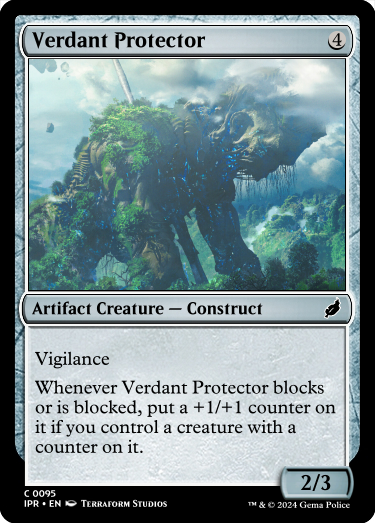 Verdant Protector 4
Artifact Creature — Construct
Vigilance
Whenever Verdant Protector blocks
or is blocked, put a +1/+1 counter on
it if you control a creature with a
counter on it.
2/3
C 0095
IPR • EN Terraform Studios
™ & © 2024 Gema Police